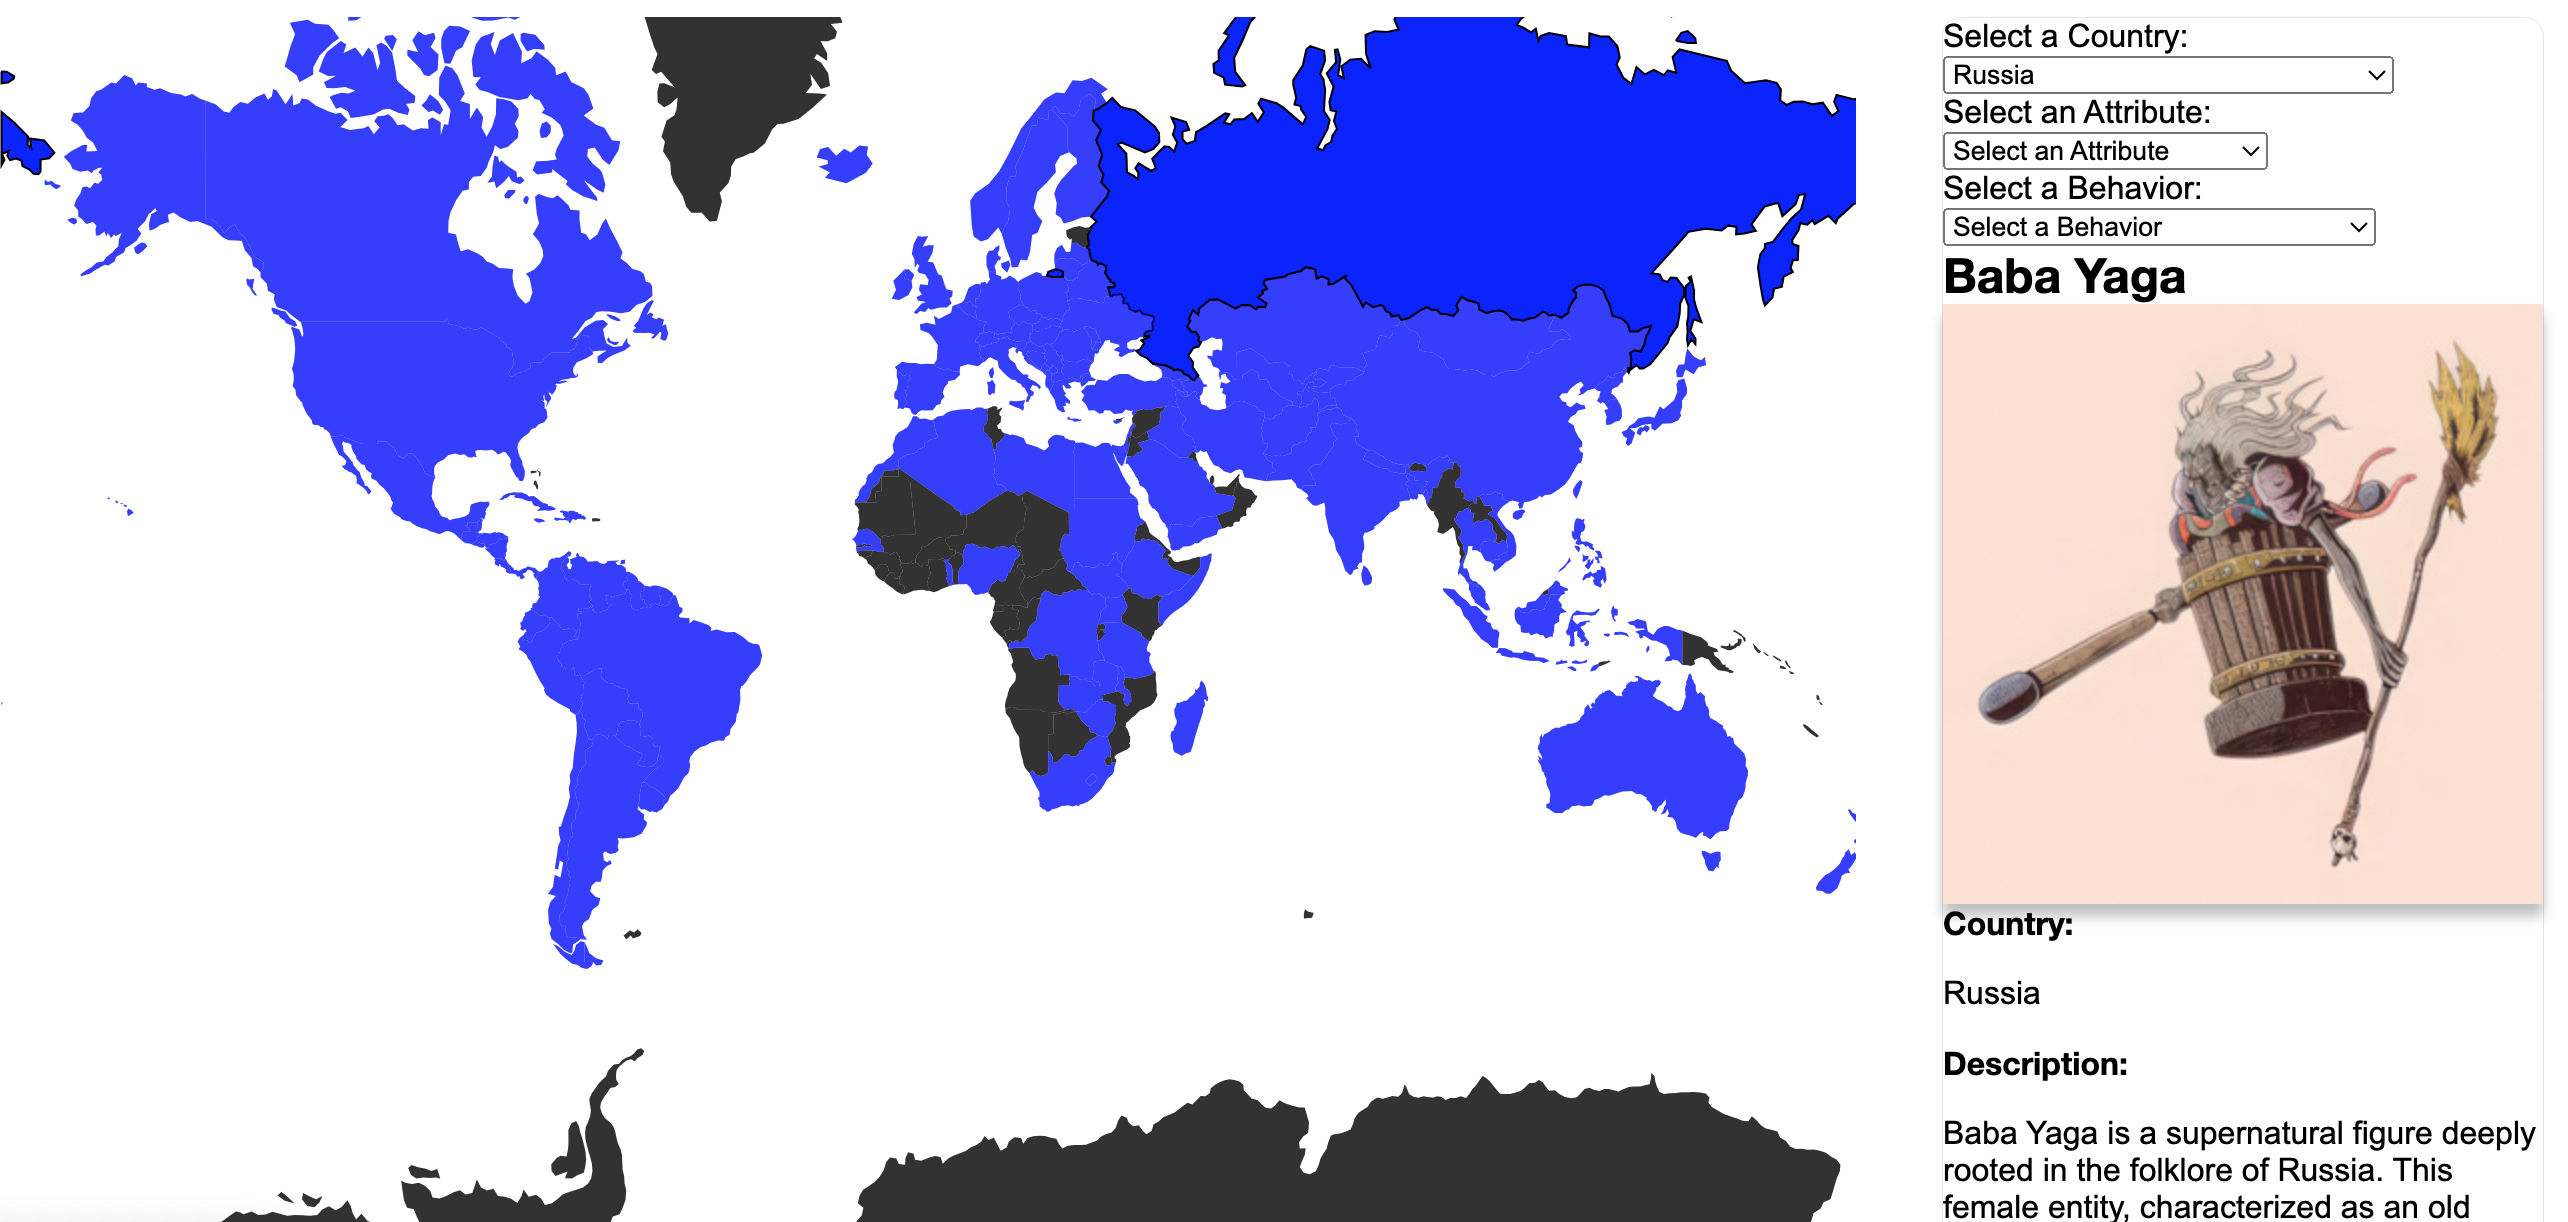 Select a Country:
Russia
Select an Attribute:
Select an Attribute
Select a Behavior:
Select a Behavior
Baba Yaga
Country:
Russia
Description:
Baba Yaga is a supernatural figure deeply
rooted in the folklore of Russia. This
female entity, characterized as an old